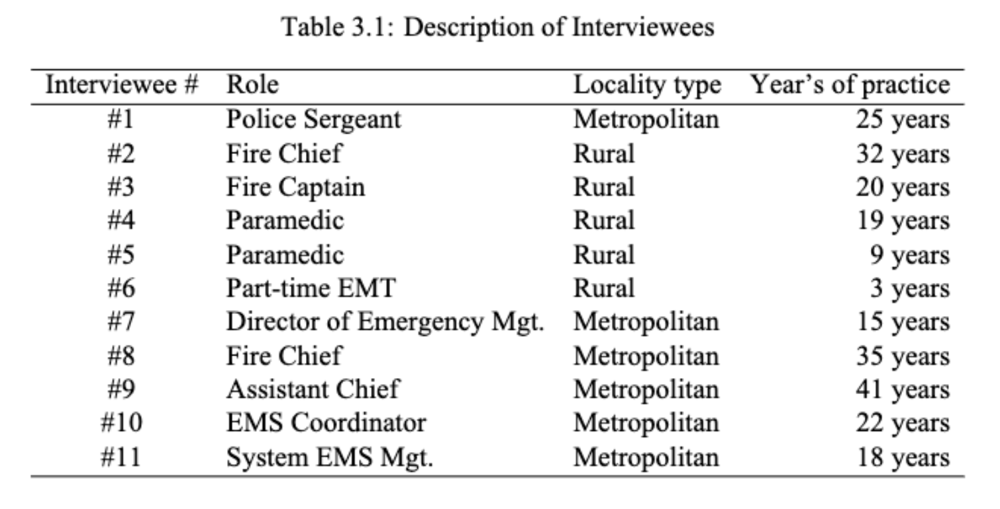 Table 3.1: Description of Interviewees
Interviewee # Role Locality type Year's of practice
#1 Police Sergeant Metropolitan 25 years
#2 Fire Chief Rural 32 years
#3 Fire Captain Rural 20 years
#4 Paramedic Rural 19 years
#5 Paramedic Rural 9 years
#6 Part-time EMT Rural 3 years
#7 Director of Emergency Mgt. Metropolitan 15 years
#8 Fire Chief Metropolitan 35 years
#9 Assistant Chief Metropolitan 41 years
#10 EMS Coordinator Metropolitan 22 years
#11 System EMS Mgt. Metropolitan 18 years